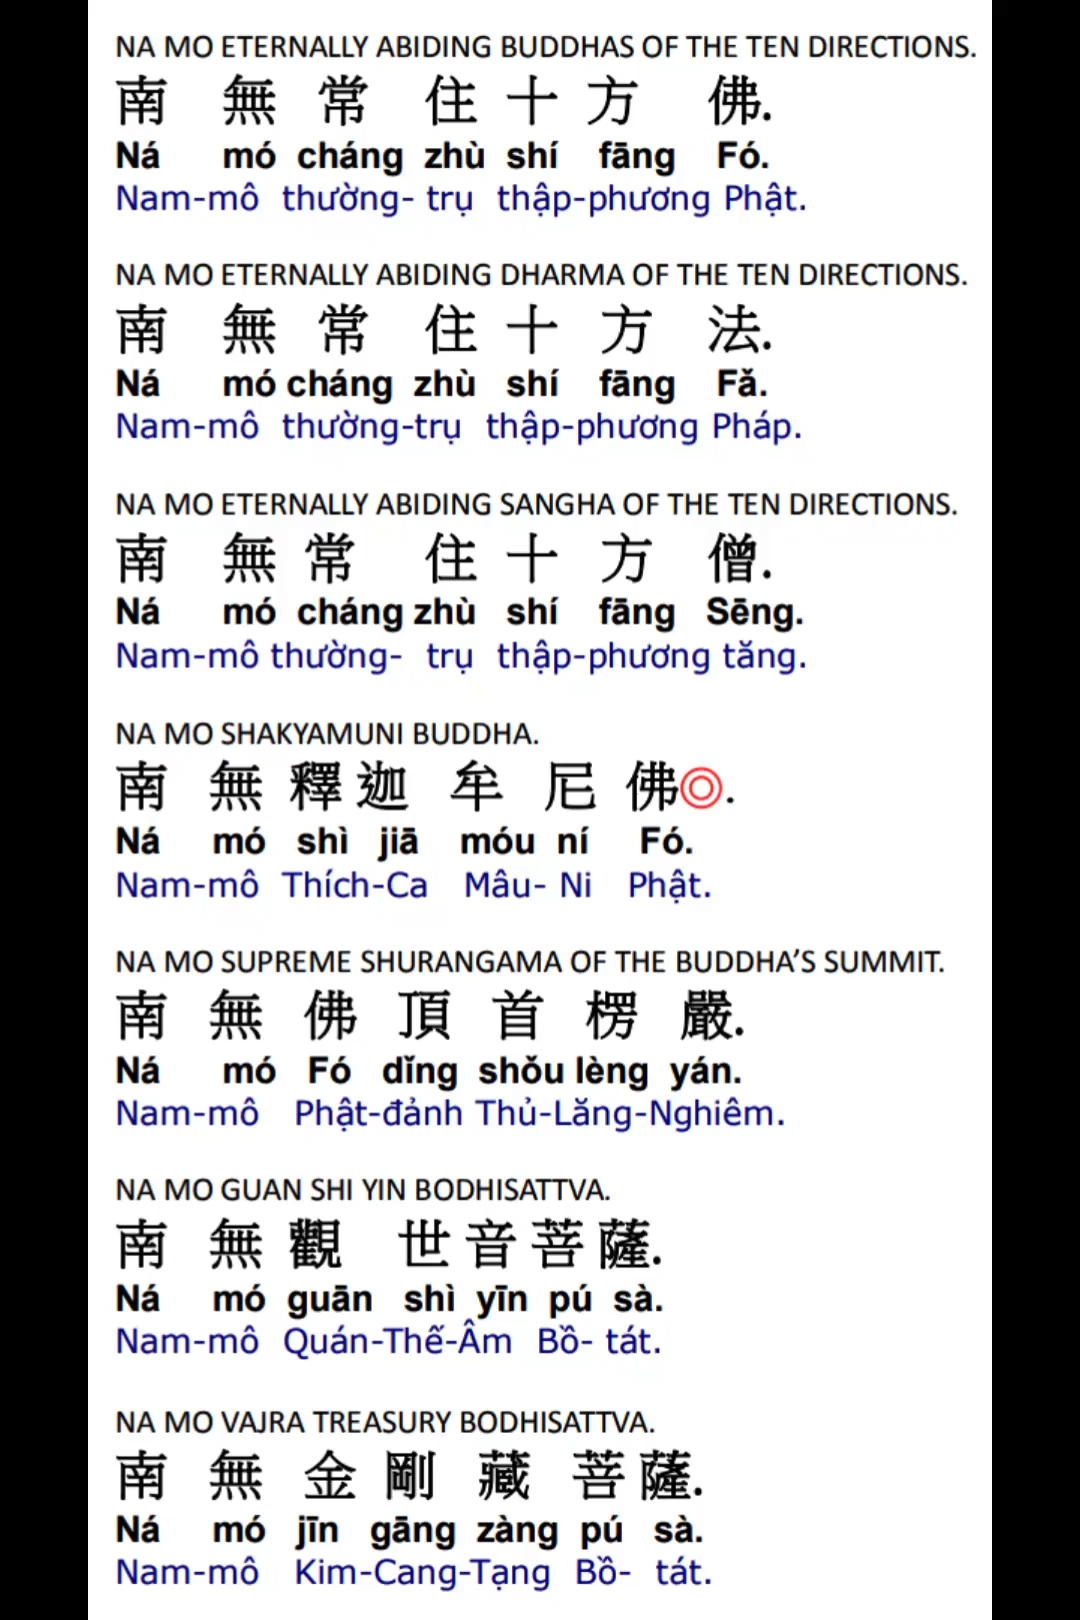 NA MO ETERNALLY ABIDING BUDDHAS OF THE TEN DIRECTIONS.
南 無 常 住 十 方 佛.
Ná mó cháng zhù shí fāng Fó.
Nam-mô thường- trụ thập-phương Phật.
NA MO ETERNALLY ABIDING DHARMA OF THE TEN DIRECTIONS.
南 無 常 住 十 方 法.
Ná mó cháng zhù shí fāng Fǎ.
Nam-mô thường-trụ thập-phương Pháp.
NA MO ETERNALLY ABIDING SANGHA OF THE TEN DIRECTIONS.
南 無 常 住 十 方 僧.
Ná mó cháng zhù shí fāng Sēng.
Nam-mô thường- trụ thập-phương tăng.
NA MO SHAKYAMUNI BUDDHA.
南 無 釋 迦 牟 尼 佛◎.
Ná mó shì jiā móu ní Fó.
Nam-mô Thích-Ca Mâu- Ni Phật.
NA MO SUPREME SHURANGAMA OF THE BUDDHA’S SUMMIT.
南 無 佛 頂 首 楞 嚴.
Ná mó Fó dǐng shǒu lèng yán.
Nam-mô Phật-đảnh Thủ-Lăng-Nghiêm.
NA MO GUAN SHI YIN BODHISATTVA.
南 無 觀 世 音 菩 薩.
Ná mó guān shì yīn pú sà.
Nam-mô Quán-Thế-Âm Bồ- tát.
NA MO VAJRA TREASURY BODHISATTVA.
南 無 金 剛 藏 菩 薩.
Ná mó jīn gāng zàng pú sà.
Nam-mô Kim-Cang-Tạng Bồ- tát.